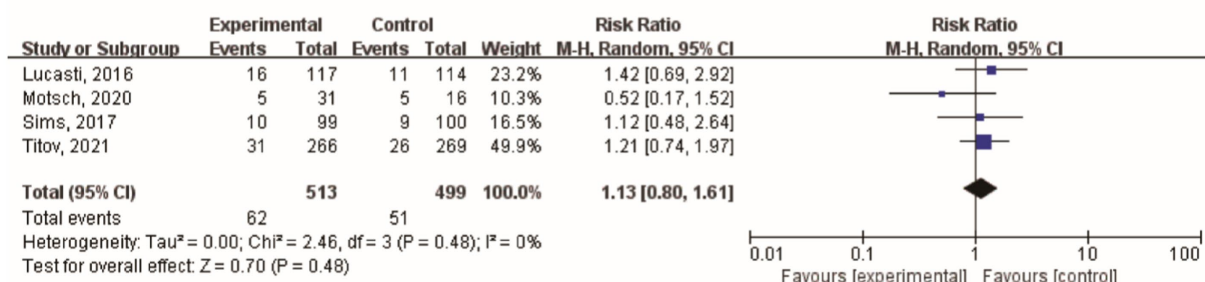 Experimental Control Risk Ratio Risk Ratio
Study or Subgroup Events Total Events Total Weight M-H, Random, 95% CI M-H, Random, 95% CI
Lucasti, 2016 16 117 11 114 23.2% 1.42 [0.69, 2.92]
Motsch, 2020 5 31 5 16 10.3% 0.52 [0.17, 1.52]
Sims, 2017 10 99 9 100 16.5% 1.12 [0.48, 2.64]
Titov, 2021 31 266 26 269 49.9% 1.21 [0.74, 1.97]
Total (95% CI) 513 499 100.0% 1.13 [0.80, 1.61]
Total events 62 51
Heterogeneity: Tau² = 0.00; Chi² = 2.46, df = 3 (P = 0.48); I² = 0%
Test for overall effect: Z = 0.70 (P = 0.48)
0.01 0.1 1 10 100
Favours [experimental] Favours [control]